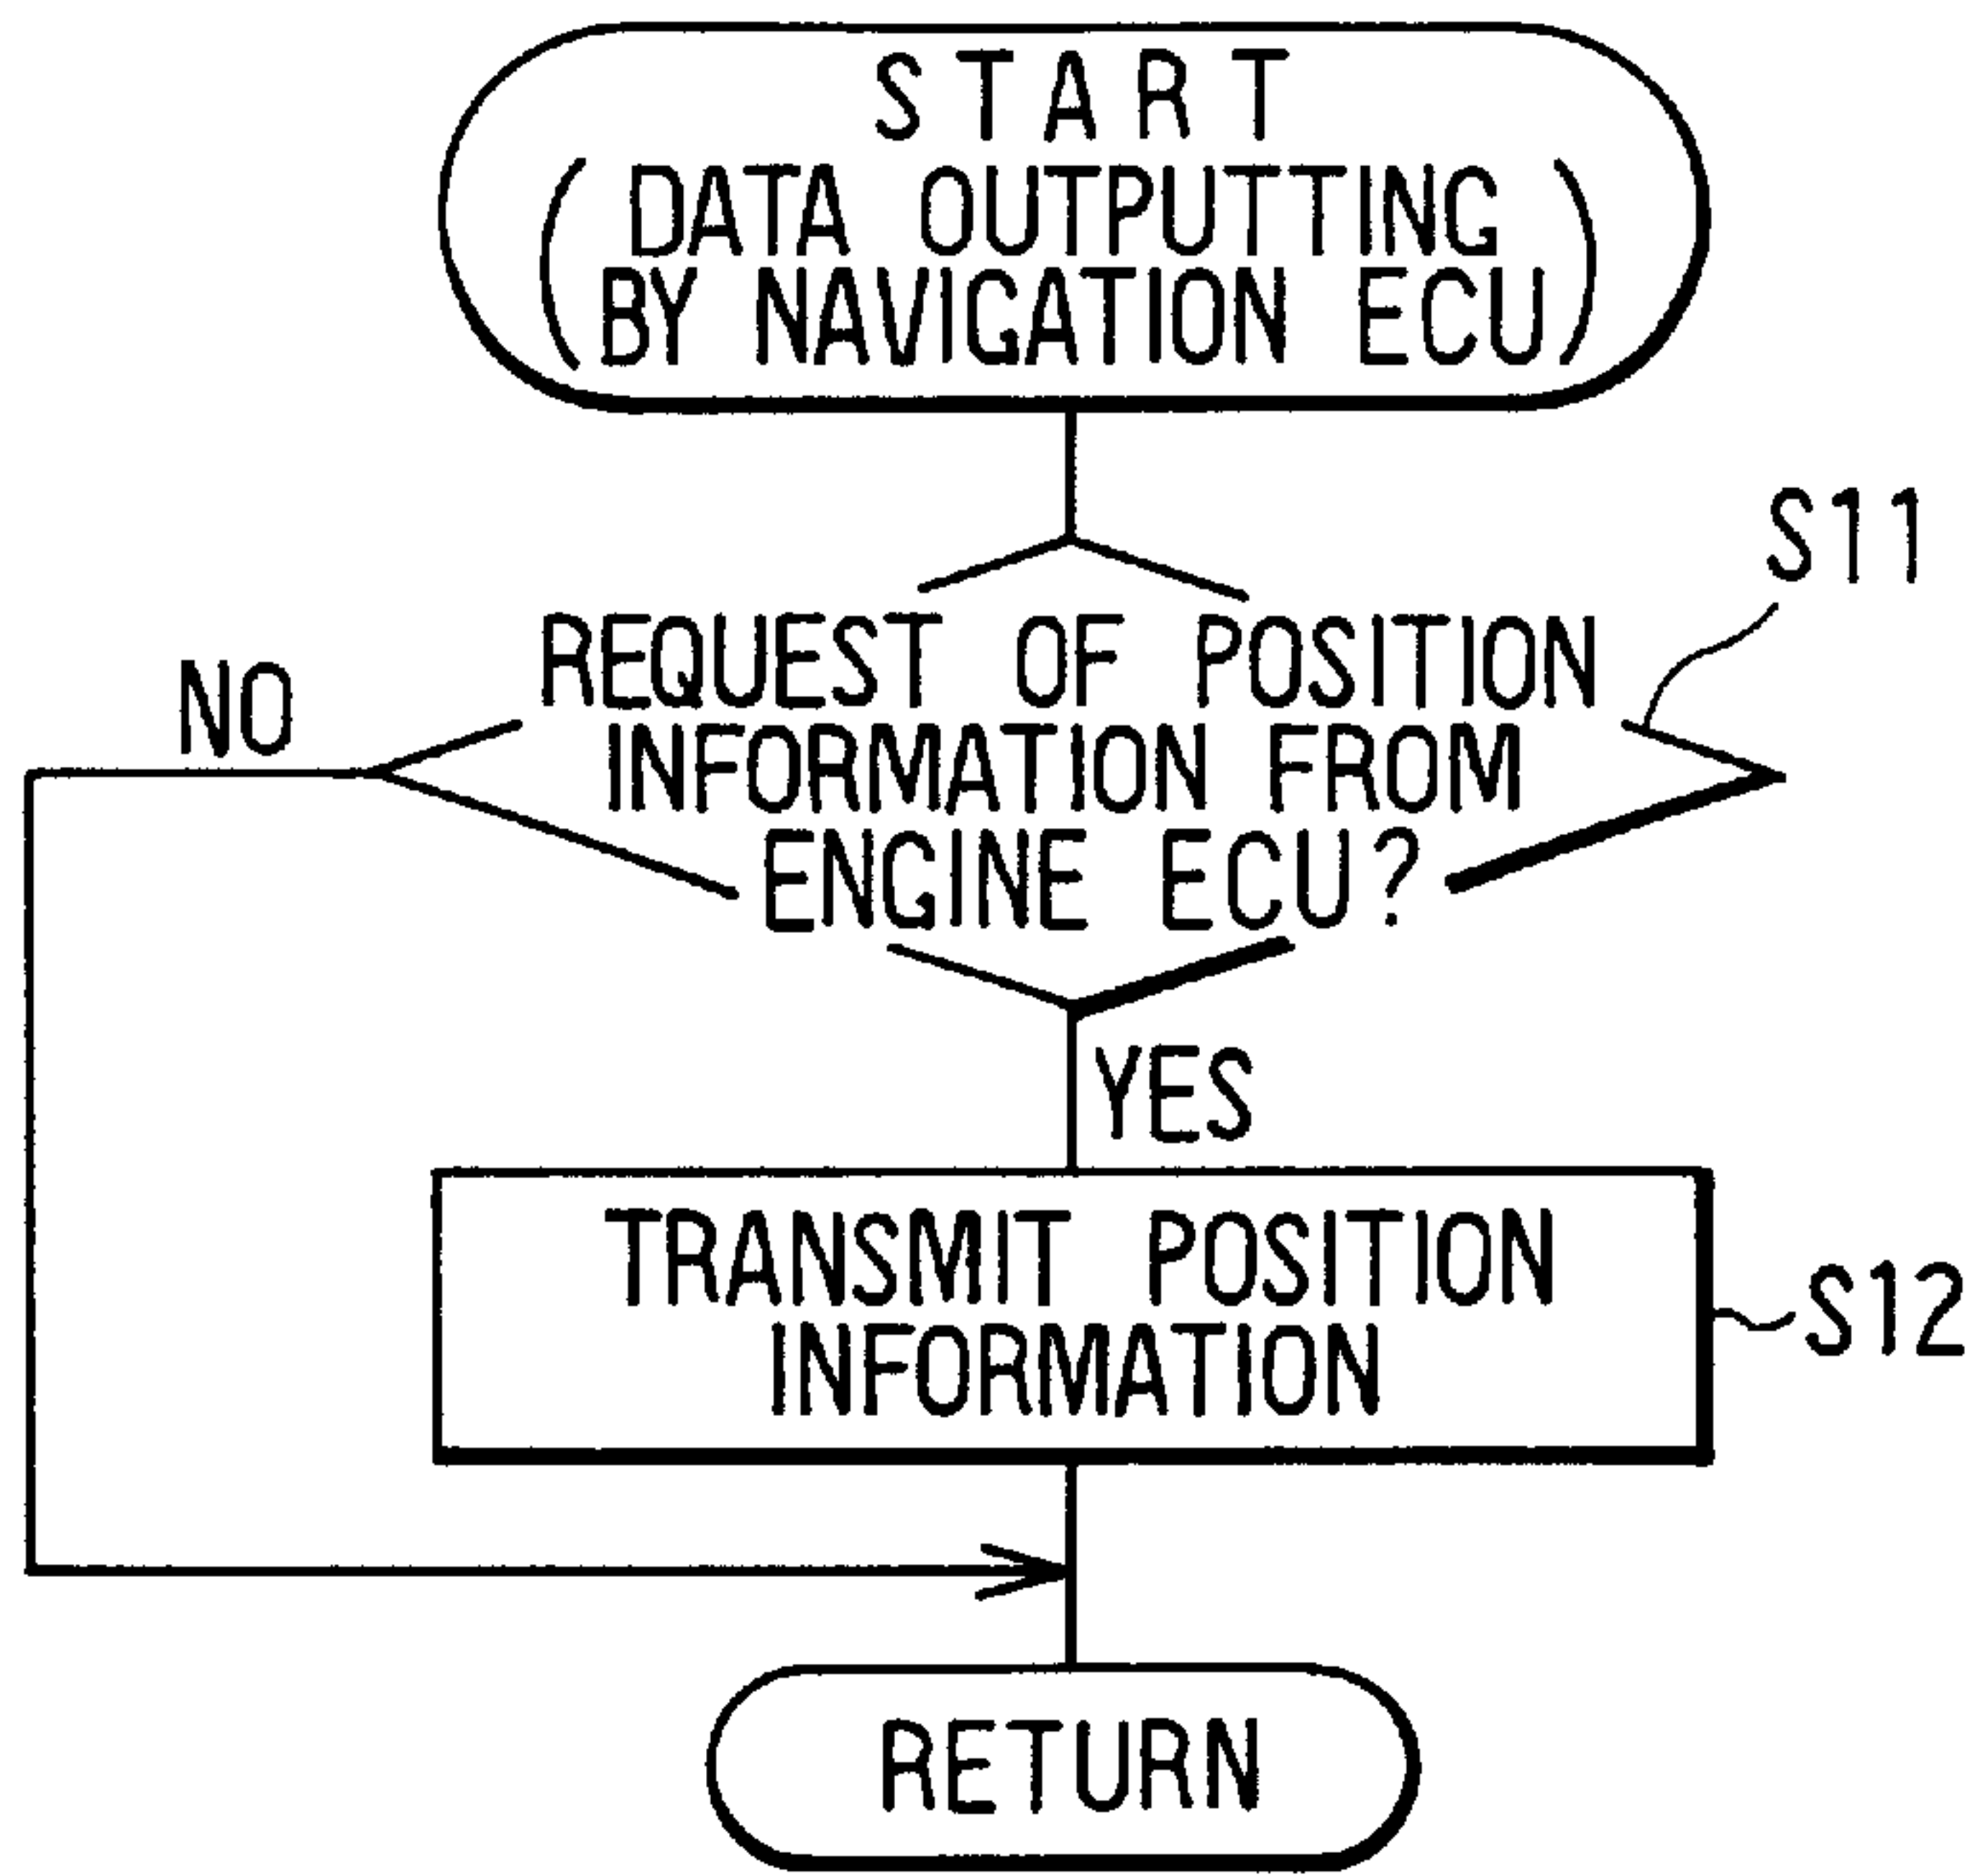 START
(DATA OUTPUTTING
BY NAVIGATION ECU)
S11
REQUEST OF POSITION
NO
INFORMATION FROM
ENGINE ECU?
YES
TRANSMIT POSITION
INFORMATION
S12
RETURN